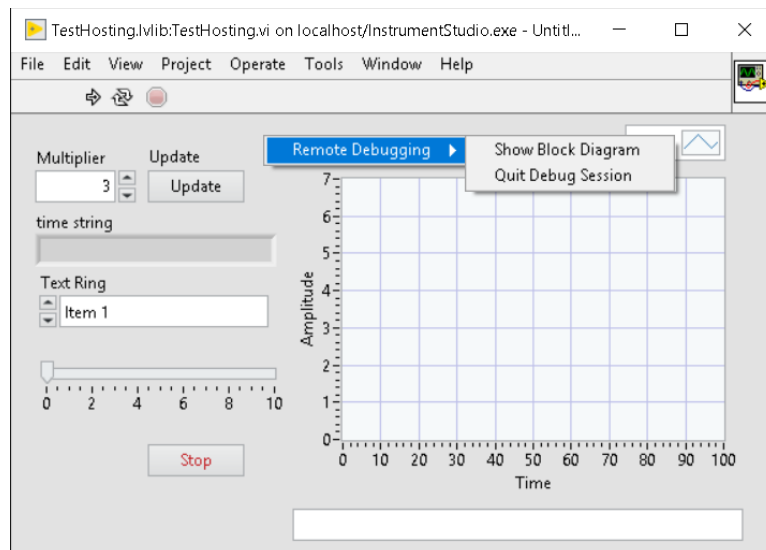 TestHosting.lvlib:TestHosting.vi on localhost/InstrumentStudio.exe - Untitl...
File Edit View Project Operate Tools Window Help
Multiplier
Update
3
Update
time string
Text Ring
Item 1
0 2 4 6 8 10
Stop
Remote Debugging
Show Block Diagram
Quit Debug Session
7
6
5
4
3
2
1
0
Amplitude
0 10 20 30 40 50 60 70 80 90 100
Time